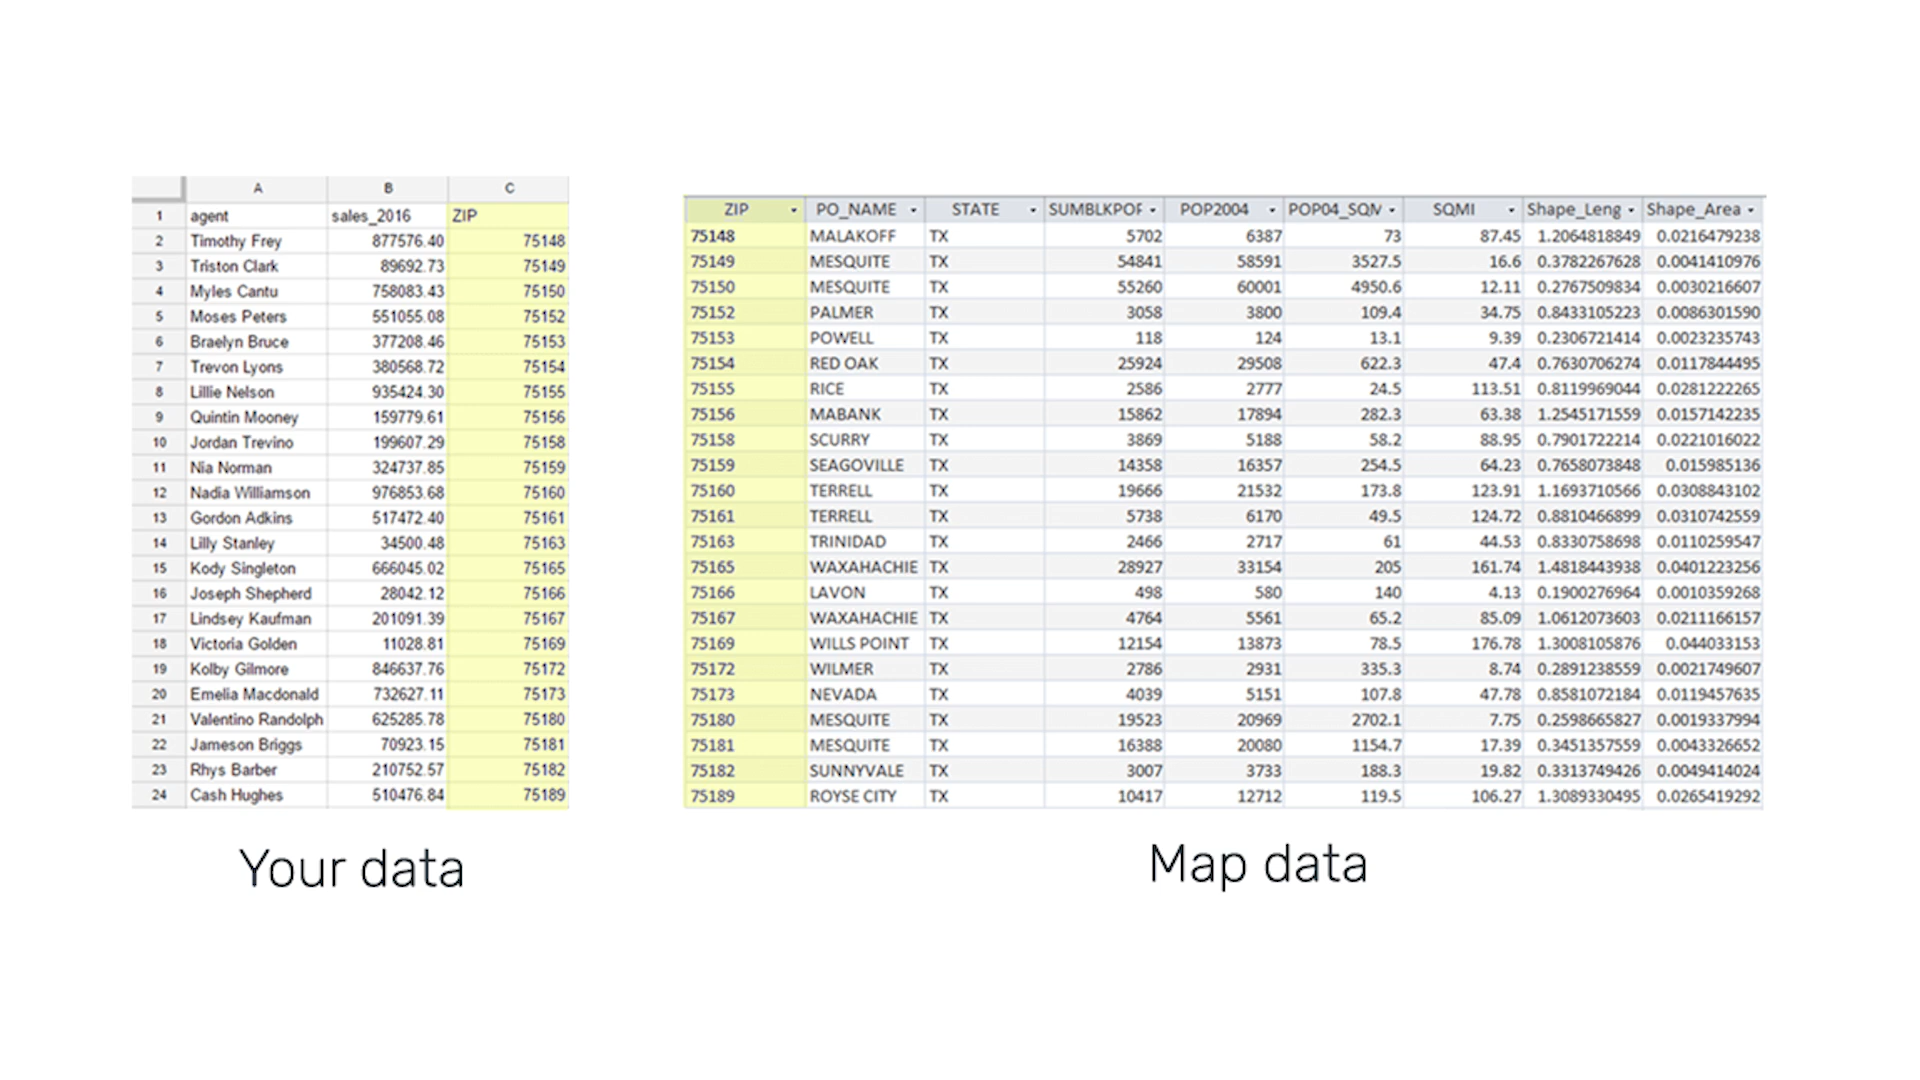 A B C
1 agent sales_2016 ZIP
2 Timothy Frey 877576.40 75148
3 Triston Clark 89692.73 75149
4 Myles Cantu 758083.43 75150
5 Moses Peters 551055.08 75152
6 Braelyn Bruce 377208.46 75153
7 Trevon Lyons 380568.72 75154
8 Lillie Nelson 935424.30 75155
9 Quintin Mooney 159779.61 75156
10 Jordan Trevino 199607.29 75158
11 Nia Norman 324737.85 75159
12 Nadia Williamson 976853.68 75160
13 Gordon Adkins 517472.40 75161
14 Lilly Stanley 34500.48 75163
15 Kody Singleton 666045.02 75165
16 Joseph Shepherd 28042.12 75166
17 Lindsey Kaufman 201091.39 75167
18 Victoria Golden 11028.81 75169
19 Kolby Gilmore 846637.76 75172
20 Emelia Macdonald 732627.11 75173
21 Valentino Randolph 625285.78 75180
22 Jameson Briggs 70923.15 75181
23 Rhys Barber 210752.57 75182
24 Cash Hughes 510476.84 75189
Your data
ZIP PO_NAME STATE SUMBLKPOF POP2004 POP04_SQM SQMI Shape_Leng Shape_Area
75148 MALAKOFF TX 5702 6387 73 87.45 1.2064818849 0.0216479238
75149 MESQUITE TX 54841 58591 3527.5 16.6 0.3782267628 0.0041410976
75150 MESQUITE TX 55260 60001 4950.6 12.11 0.2767509834 0.0030216607
75152 PALMER TX 3058 3800 109.4 34.75 0.8433105223 0.0086301590
75153 POWELL TX 118 124 13.1 9.39 0.2306721414 0.0023235743
75154 RED OAK TX 25924 29508 622.3 47.4 0.7630706274 0.0117844495
75155 RICE TX 2586 2777 24.5 113.51 0.8119969044 0.0281222265
75156 MABANK TX 15862 17894 282.3 63.38 1.2545171559 0.0157142235
75158 SCURRY TX 3869 5188 58.2 88.95 0.7901722214 0.0221016022
75159 SEAGOVILLE TX 14358 16357 254.5 64.23 0.7658073848 0.015985136
75160 TERRELL TX 19666 21532 173.8 123.91 1.1693710566 0.0308843102
75161 TERRELL TX 5738 6170 49.5 124.72 0.8810466899 0.0310742559
75163 TRINIDAD TX 2466 2717 61 44.53 0.8330758698 0.0110259547
75165 WAXAHACHIE TX 28927 33154 205 161.74 1.4818443938 0.0401223256
75166 LAVON TX 498 580 140 4.13 0.1900276964 0.0010359268
75167 WAXAHACHIE TX 4764 5561 65.2 85.09 1.0612073603 0.0211166157
75169 WILLS POINT TX 12154 13873 78.5 176.78 1.3008105876 0.044033153
75172 WILMER TX 2786 2931 335.3 8.74 0.2891238559 0.0021749607
75173 NEVADA TX 4039 5151 107.8 47.78 0.8581072184 0.0119457635
75180 MESQUITE TX 19523 20969 2702.1 7.75 0.2598665827 0.0019337994
75181 MESQUITE TX 16388 20080 1154.7 17.39 0.3451357559 0.0043326652
75182 SUNNYVALE TX 3007 3733 188.3 19.82 0.3313749426 0.0049414024
75189 ROYSE CITY TX 10417 12712 119.5 106.27 1.3089330495 0.0265419292
Map data